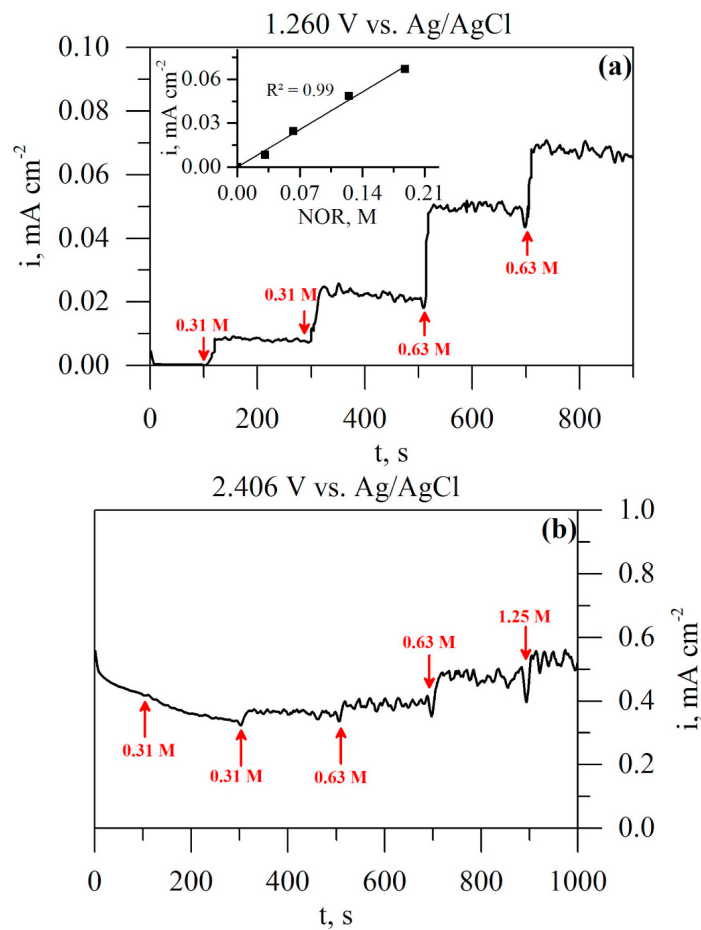 1.260 V vs. Ag/AgCl
(a)
i, mA cm⁻²
0.10
0.08
0.06
0.04
0.02
0.00
0 200 400 600 800
t, s
i, mA cm⁻²
0.06
0.03
0.00
0.00 0.07 0.14 0.21
NOR, M
R² = 0.99
0.31 M
0.31 M
0.63 M
0.63 M
2.406 V vs. Ag/AgCl
(b)
1.0
0.8
0.6
0.4
0.2
0.0
i, mA cm⁻²
0.31 M
0.31 M
0.63 M
0.63 M
1.25 M
0 200 400 600 800 1000
t, s